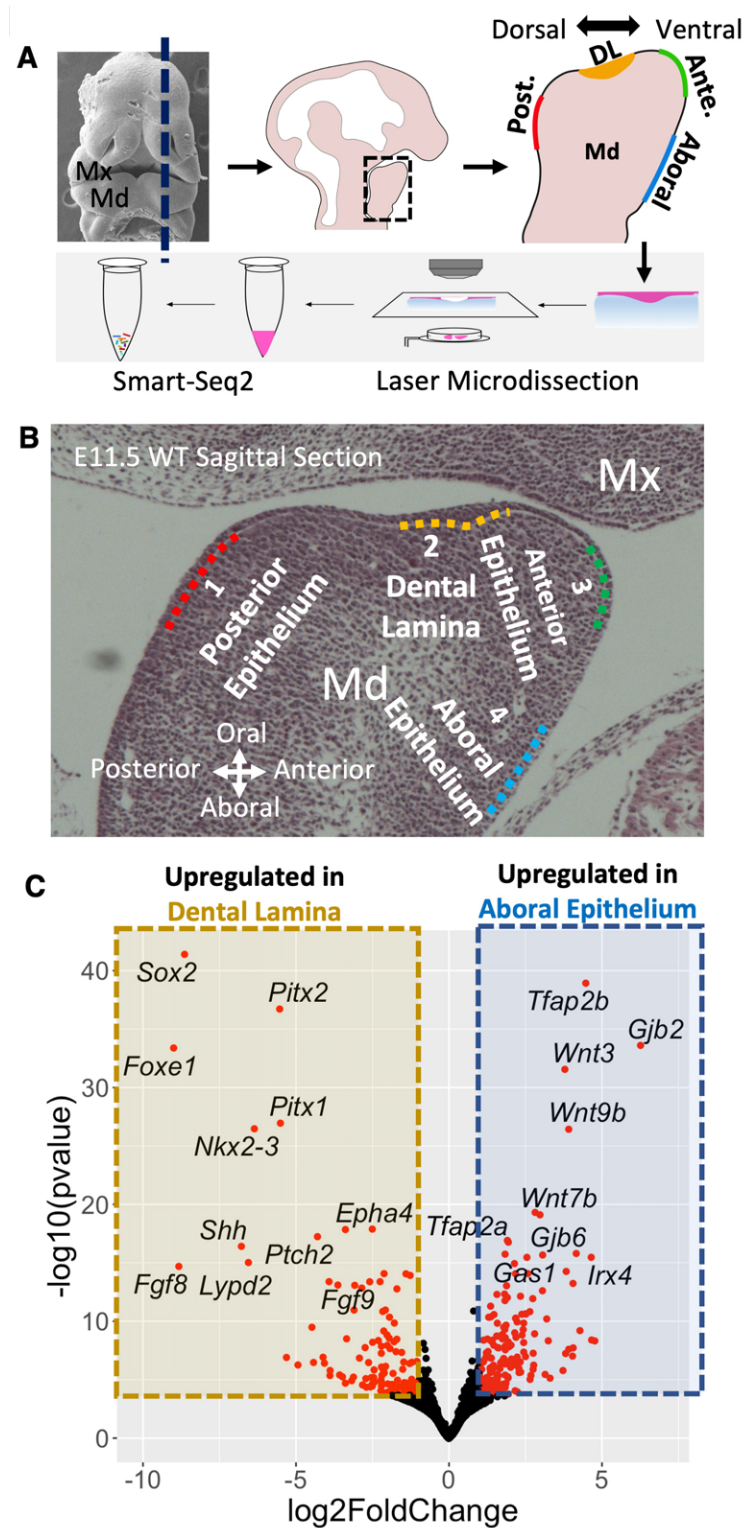 A
Dorsal
Ventral
DL
Post.
Ante.
Md
Aboral
Mx
Md
Smart-Seq2
Laser Microdissection
B
E11.5 WT Sagittal Section
Mx
1
Posterior
Epithelium
2
Dental
Lamina
Anterior
Epithelium
3
Md
Aboral
Epithelium
4
Oral
Posterior
Anterior
Aboral
C
Upregulated in
Dental Lamina
Upregulated in
Aboral Epithelium
Sox2
Pitx2
Foxe1
Pitx1
Nkx2-3
Epha4
Shh
Ptch2
Fgf8
Lypd2
Fgf9
Tfap2b
Gjb2
Wnt3
Wnt9b
Wnt7b
Tfap2a
Gjb6
Gas1
Irx4
40
30
20
10
0
-log10(pvalue)
-10
-5
0
5
log2FoldChange